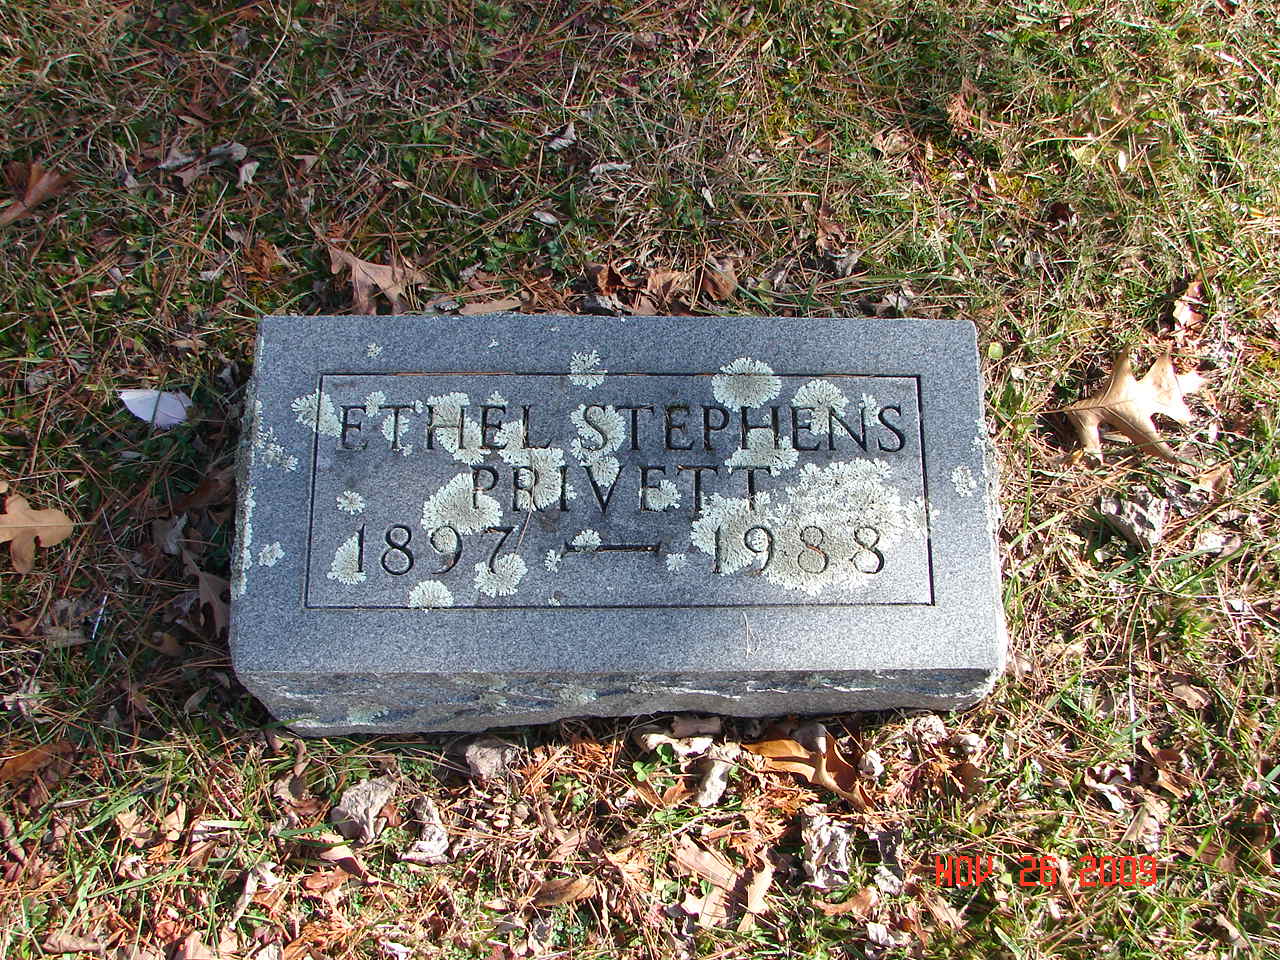 ETHEL STEPHENS
PRIVETT
1897 — 1988
NOV 26 2009